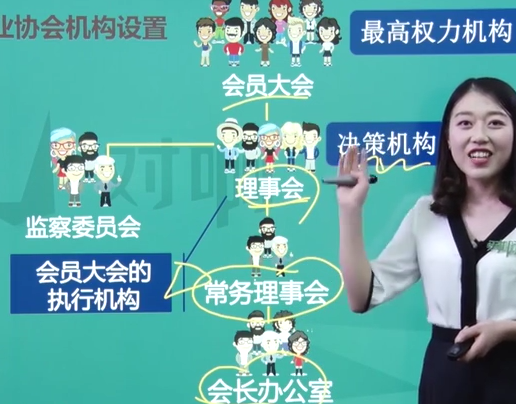 业协会机构设置
最高权力机构
会员大会
决策机构
理事会
监察委员会
会员大会的
执行机构
常务理事会
会长办公室